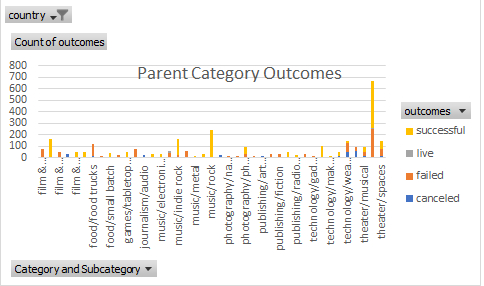 country
Count of outcomes
Parent Category Outcomes
800
700
600
500
400
300
200
100
0
film &...
film &...
film &...
food/food trucks
food/small batch
games/tabletop
journalism/audio
music/electroni...
music/indie rock
music/metal
music/rock
photography/na...
photography/ph...
publishing/art...
publishing/fiction
publishing/radio...
technology/gad...
technology/mak...
technology/wea...
theater/musical
theater/spaces
outcomes
successful
live
failed
canceled
Category and Subcategory